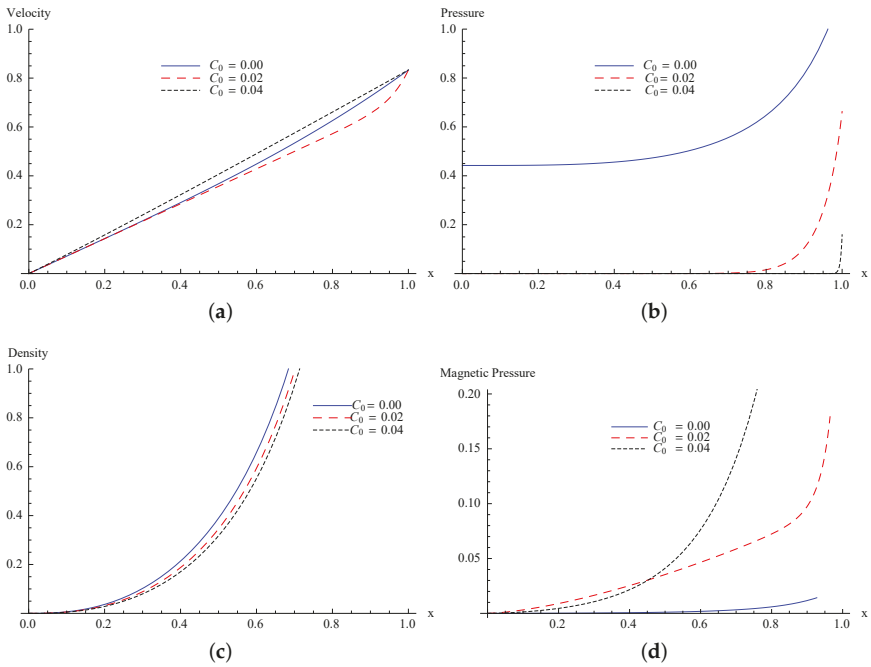 Velocity
1.0
0.8
0.6
0.4
0.2
C0 = 0.00
C0 = 0.02
C0 = 0.04
0.0 0.2 0.4 0.6 0.8 1.0 x
(a)
Pressure
1.0
0.8
0.6
0.4
0.2
C0 = 0.00
C0= 0.02
C0= 0.04
0.0 0.2 0.4 0.6 0.8 1.0 x
(b)
Density
1.0
0.8
0.6
0.4
0.2
C0= 0.00
C0 = 0.02
C0 = 0.04
0.0 0.2 0.4 0.6 0.8 1.0 x
(c)
Magnetic Pressure
0.20
0.15
0.10
0.05
C0 = 0.00
C0 = 0.02
C0 = 0.04
0.2 0.4 0.6 0.8 1.0 x
(d)